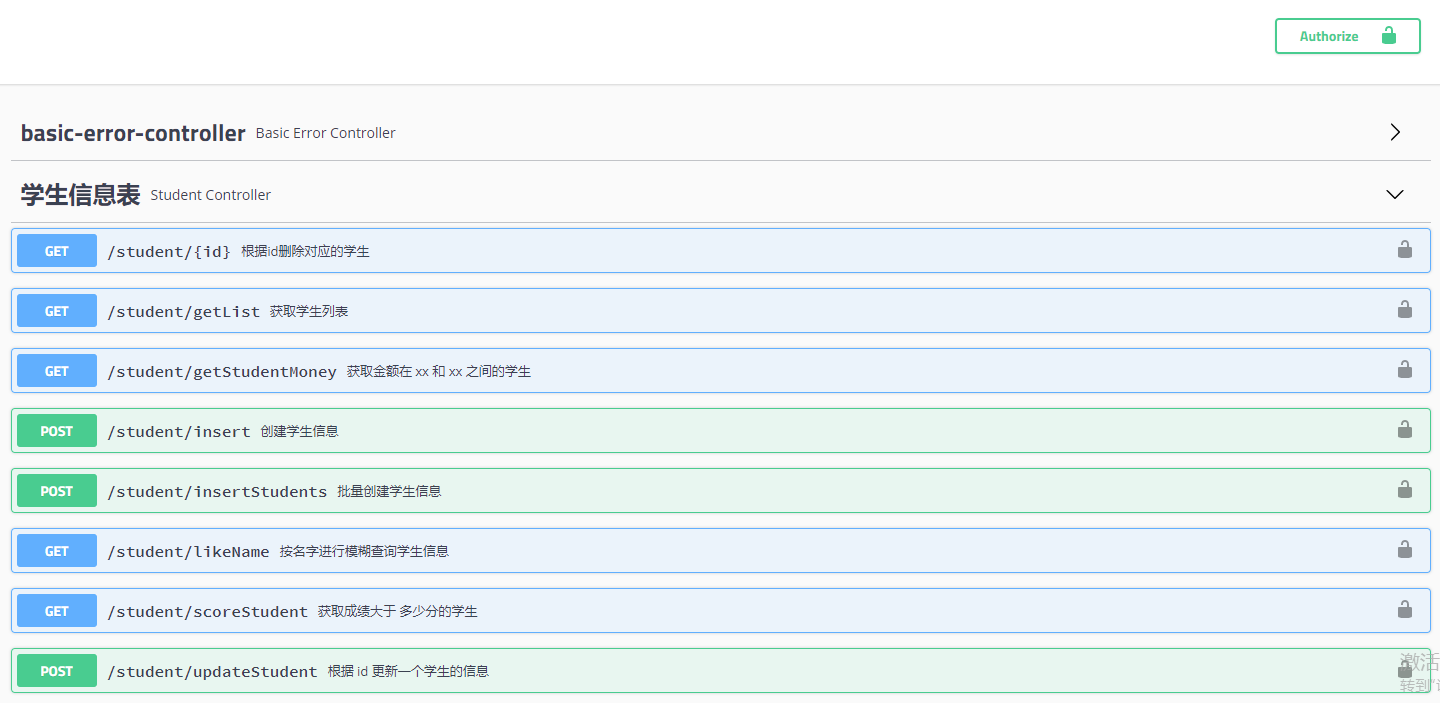 Authorize
basic-error-controller Basic Error Controller
学生信息表 Student Controller
GET /student/{id} 根据id删除对应的学生
GET /student/getList 获取学生列表
GET /student/getStudentMoney 获取金额在 xx 和 xx 之间的学生
POST /student/insert 创建学生信息
POST /student/insertStudents 批量创建学生信息
GET /student/likeName 按名字进行模糊查询学生信息
GET /student/scoreStudent 获取成绩大于 多少分的学生
POST /student/updateStudent 根据 id 更新一个学生的信息
激活
转到"